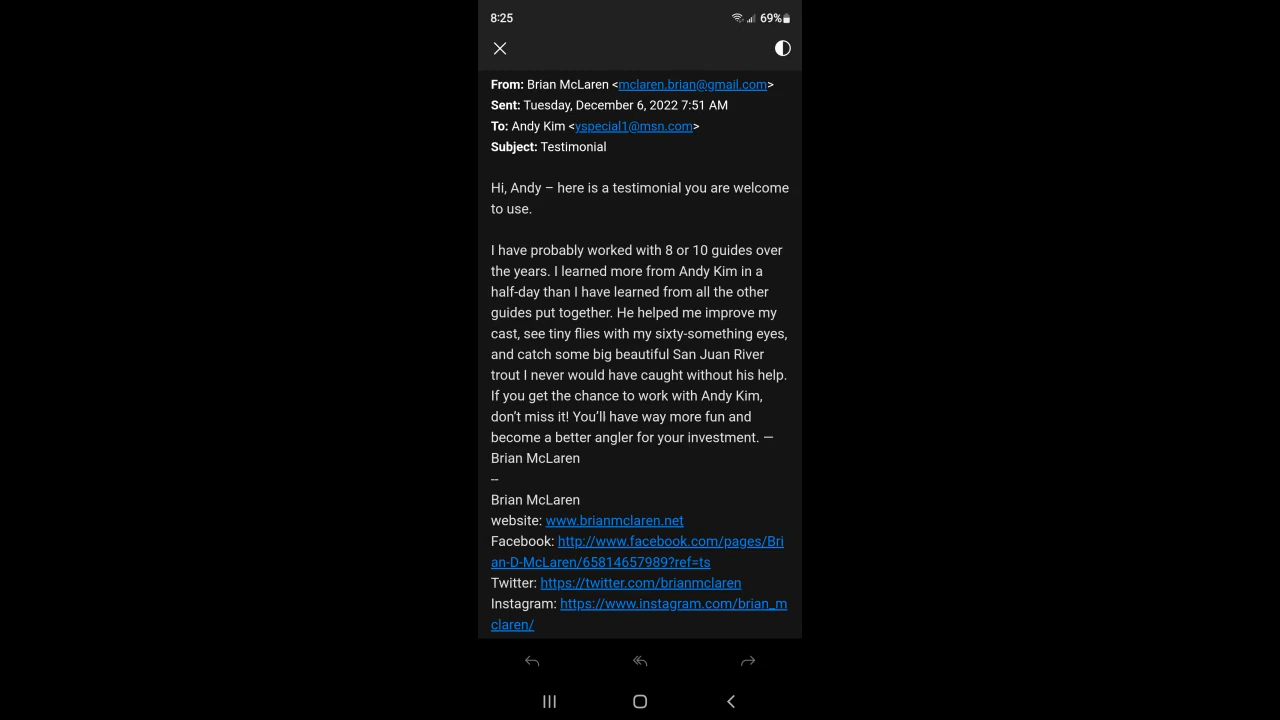 8:25
69%
From: Brian McLaren <mclaren.brian@gmail.com>
Sent: Tuesday, December 6, 2022 7:51 AM
To: Andy Kim <yspecial1@msn.com>
Subject: Testimonial
Hi, Andy – here is a testimonial you are welcome
to use.
I have probably worked with 8 or 10 guides over
the years. I learned more from Andy Kim in a
half-day than I have learned from all the other
guides put together. He helped me improve my
cast, see tiny flies with my sixty-something eyes,
and catch some big beautiful San Juan River
trout I never would have caught without his help.
If you get the chance to work with Andy Kim,
don’t miss it! You’ll have way more fun and
become a better angler for your investment. —
Brian McLaren
--
Brian McLaren
website: www.brianmclaren.net
Facebook: http://www.facebook.com/pages/Bri
an-D-McLaren/65814657989?ref=ts
Twitter: https://twitter.com/brianmclaren
Instagram: https://www.instagram.com/brian_m
claren/